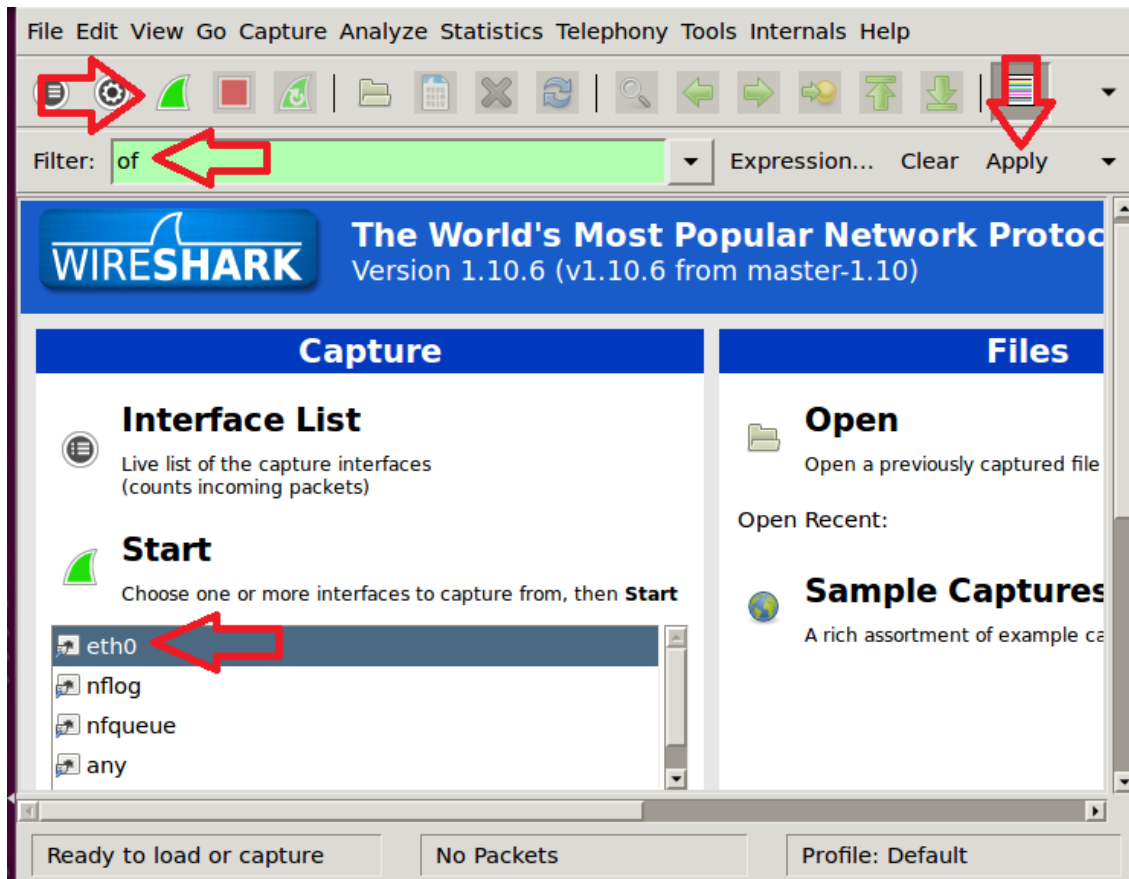 File Edit View Go Capture Analyze Statistics Telephony Tools Internals Help
Filter: of Expression... Clear Apply
WIRESHARK
The World's Most Popular Network Protoc
Version 1.10.6 (v1.10.6 from master-1.10)
Capture
Interface List
Live list of the capture interfaces
(counts incoming packets)
Start
Choose one or more interfaces to capture from, then Start
eth0
nflog
nfqueue
any
Files
Open
Open a previously captured file
Open Recent:
Sample Captures
A rich assortment of example ca
Ready to load or capture No Packets Profile: Default